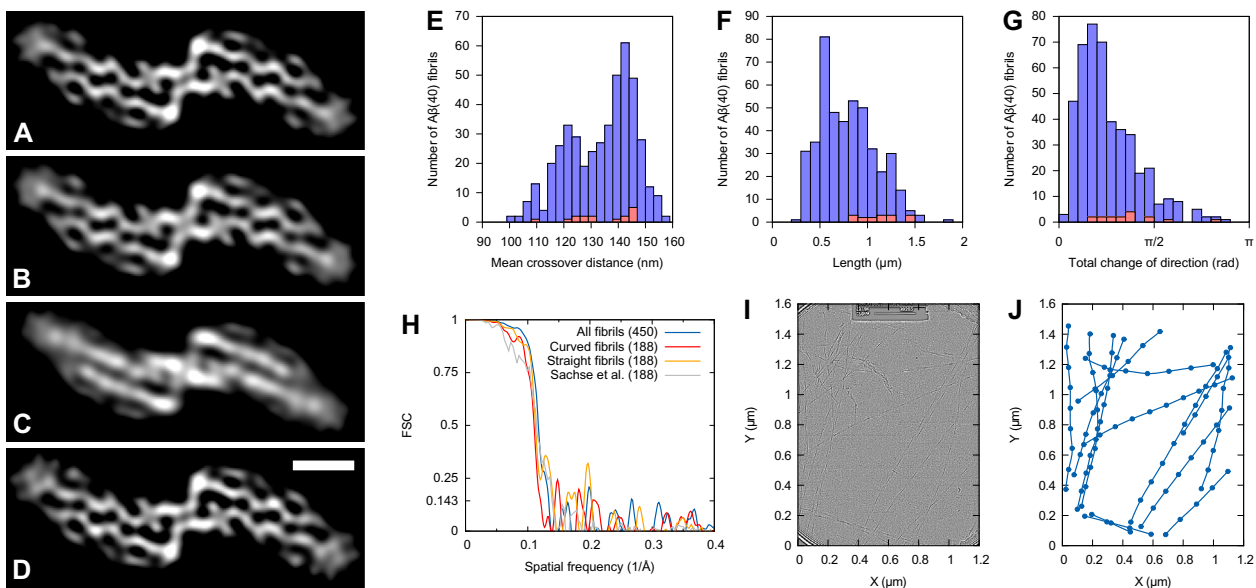 A
B
C
D
E
Number of Aβ(40) fibrils
70
60
50
40
30
20
10
0
90 100 110 120 130 140 150 160
Mean crossover distance (nm)
F
Number of Aβ(40) fibrils
90
80
70
60
50
40
30
20
10
0
0 0.5 1 1.5 2
Length (μm)
G
Number of Aβ(40) fibrils
80
70
60
50
40
30
20
10
0
0 π/2 π
Total change of direction (rad)
H
FSC
1
0.75
0.5
0.25
0.143
0
0 0.1 0.2 0.3 0.4
Spatial frequency (1/Å)
All fibrils (450)
Curved fibrils (188)
Straight fibrils (188)
Sachse et al. (188)
I
Y (μm)
1.6
1.4
1.2
1
0.8
0.6
0.4
0.2
0
0 0.2 0.4 0.6 0.8 1 1.2
X (μm)
J
Y (μm)
1.6
1.4
1.2
1
0.8
0.6
0.4
0.2
0
0 0.2 0.4 0.6 0.8 1 1.2
X (μm)